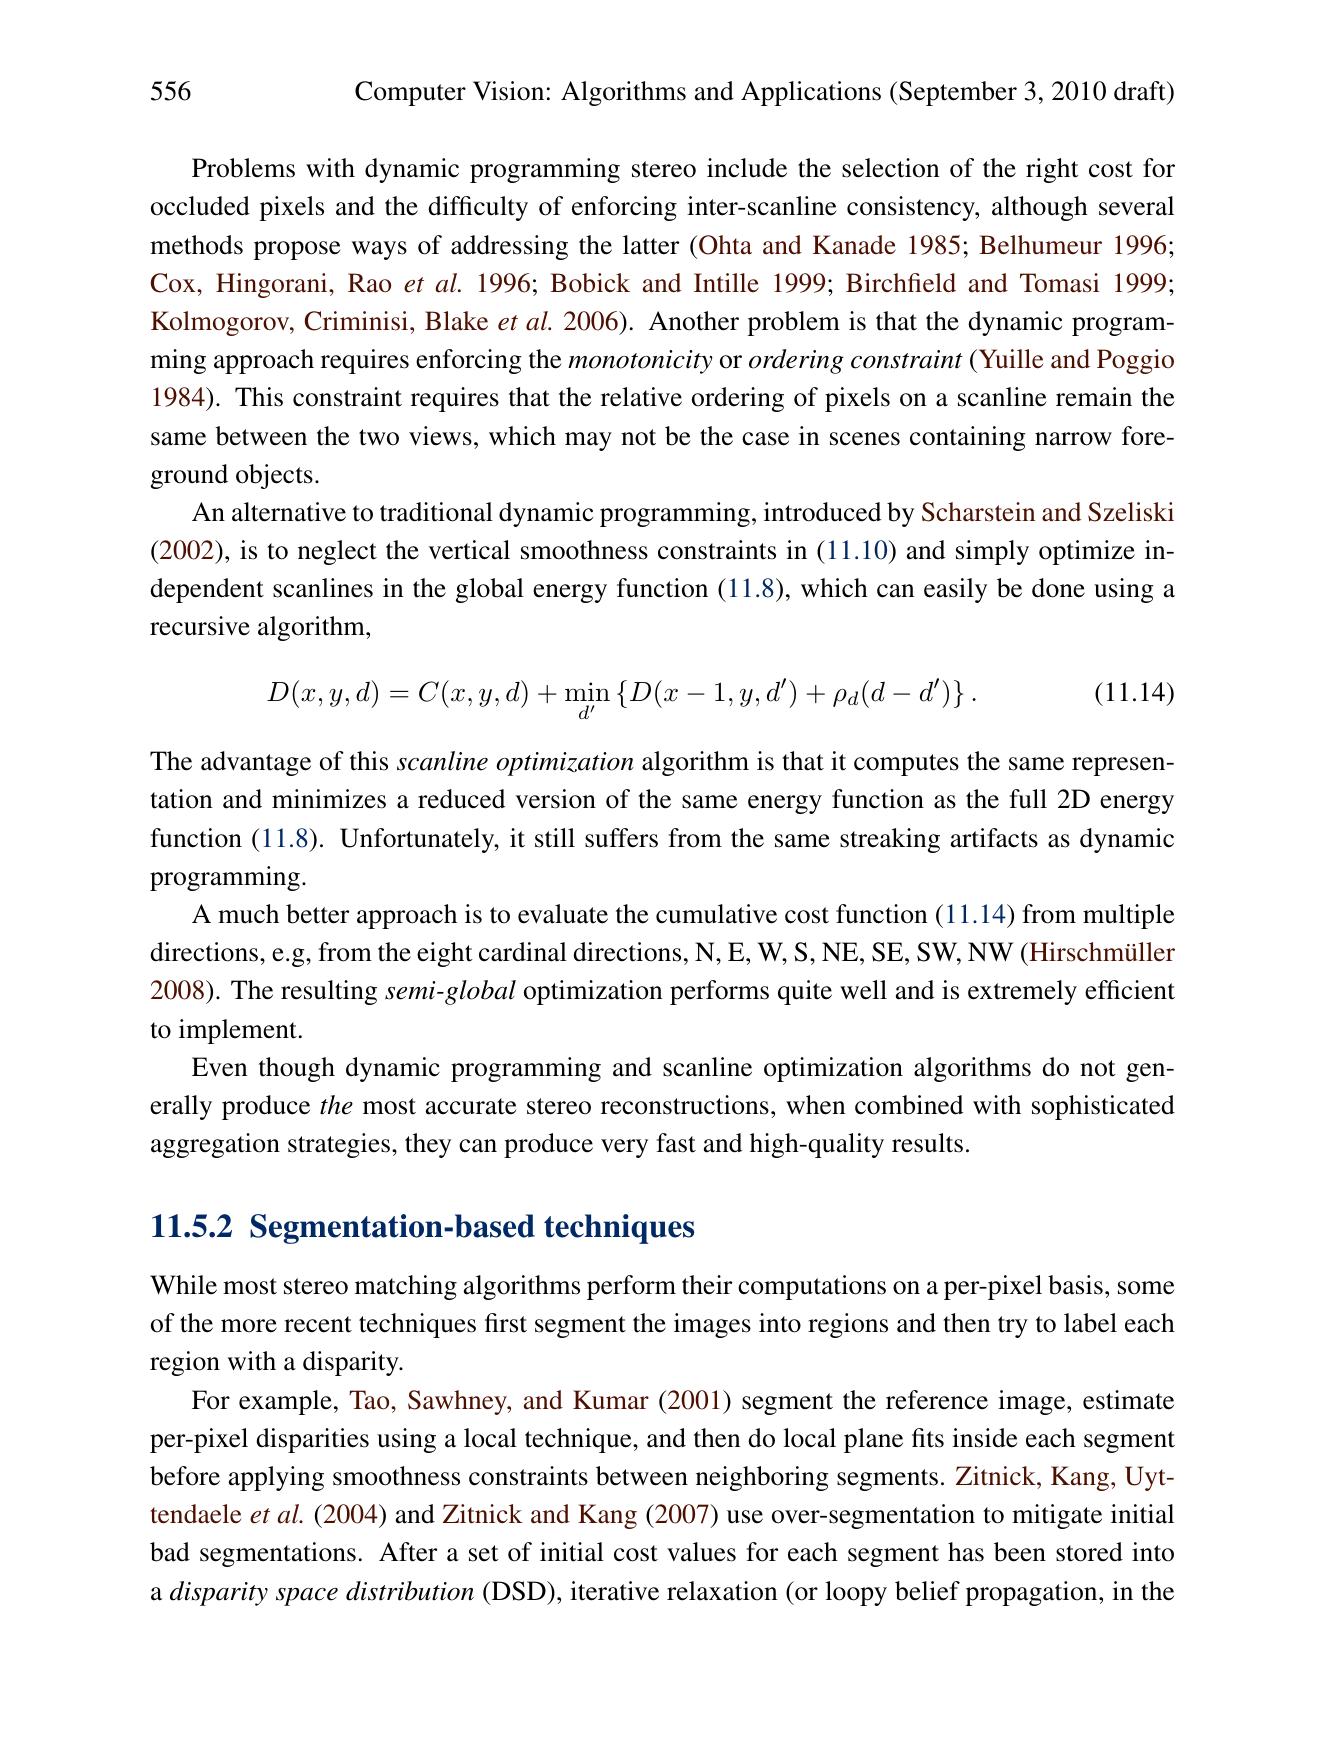 556 Computer Vision: Algorithms and Applications (September 3, 2010 draft)
Problems with dynamic programming stereo include the selection of the right cost for
occluded pixels and the difficulty of enforcing inter-scanline consistency, although several
methods propose ways of addressing the latter (Ohta and Kanade 1985; Belhumeur 1996;
Cox, Hingorani, Rao et al. 1996; Bobick and Intille 1999; Birchfield and Tomasi 1999;
Kolmogorov, Criminisi, Blake et al. 2006). Another problem is that the dynamic program-
ming approach requires enforcing the monotonicity or ordering constraint (Yuille and Poggio
1984). This constraint requires that the relative ordering of pixels on a scanline remain the
same between the two views, which may not be the case in scenes containing narrow fore-
ground objects.
An alternative to traditional dynamic programming, introduced by Scharstein and Szeliski
(2002), is to neglect the vertical smoothness constraints in (11.10) and simply optimize in-
dependent scanlines in the global energy function (11.8), which can easily be done using a
recursive algorithm,
D(x, y, d) = C(x, y, d) + min_{d′} {D(x − 1, y, d′) + ρ_d(d − d′)} . (11.14)
The advantage of this scanline optimization algorithm is that it computes the same represen-
tation and minimizes a reduced version of the same energy function as the full 2D energy
function (11.8). Unfortunately, it still suffers from the same streaking artifacts as dynamic
programming.
A much better approach is to evaluate the cumulative cost function (11.14) from multiple
directions, e.g, from the eight cardinal directions, N, E, W, S, NE, SE, SW, NW (Hirschmüller
2008). The resulting semi-global optimization performs quite well and is extremely efficient
to implement.
Even though dynamic programming and scanline optimization algorithms do not gen-
erally produce the most accurate stereo reconstructions, when combined with sophisticated
aggregation strategies, they can produce very fast and high-quality results.
11.5.2 Segmentation-based techniques
While most stereo matching algorithms perform their computations on a per-pixel basis, some
of the more recent techniques first segment the images into regions and then try to label each
region with a disparity.
For example, Tao, Sawhney, and Kumar (2001) segment the reference image, estimate
per-pixel disparities using a local technique, and then do local plane fits inside each segment
before applying smoothness constraints between neighboring segments. Zitnick, Kang, Uyt-
tendaele et al. (2004) and Zitnick and Kang (2007) use over-segmentation to mitigate initial
bad segmentations. After a set of initial cost values for each segment has been stored into
a disparity space distribution (DSD), iterative relaxation (or loopy belief propagation, in the